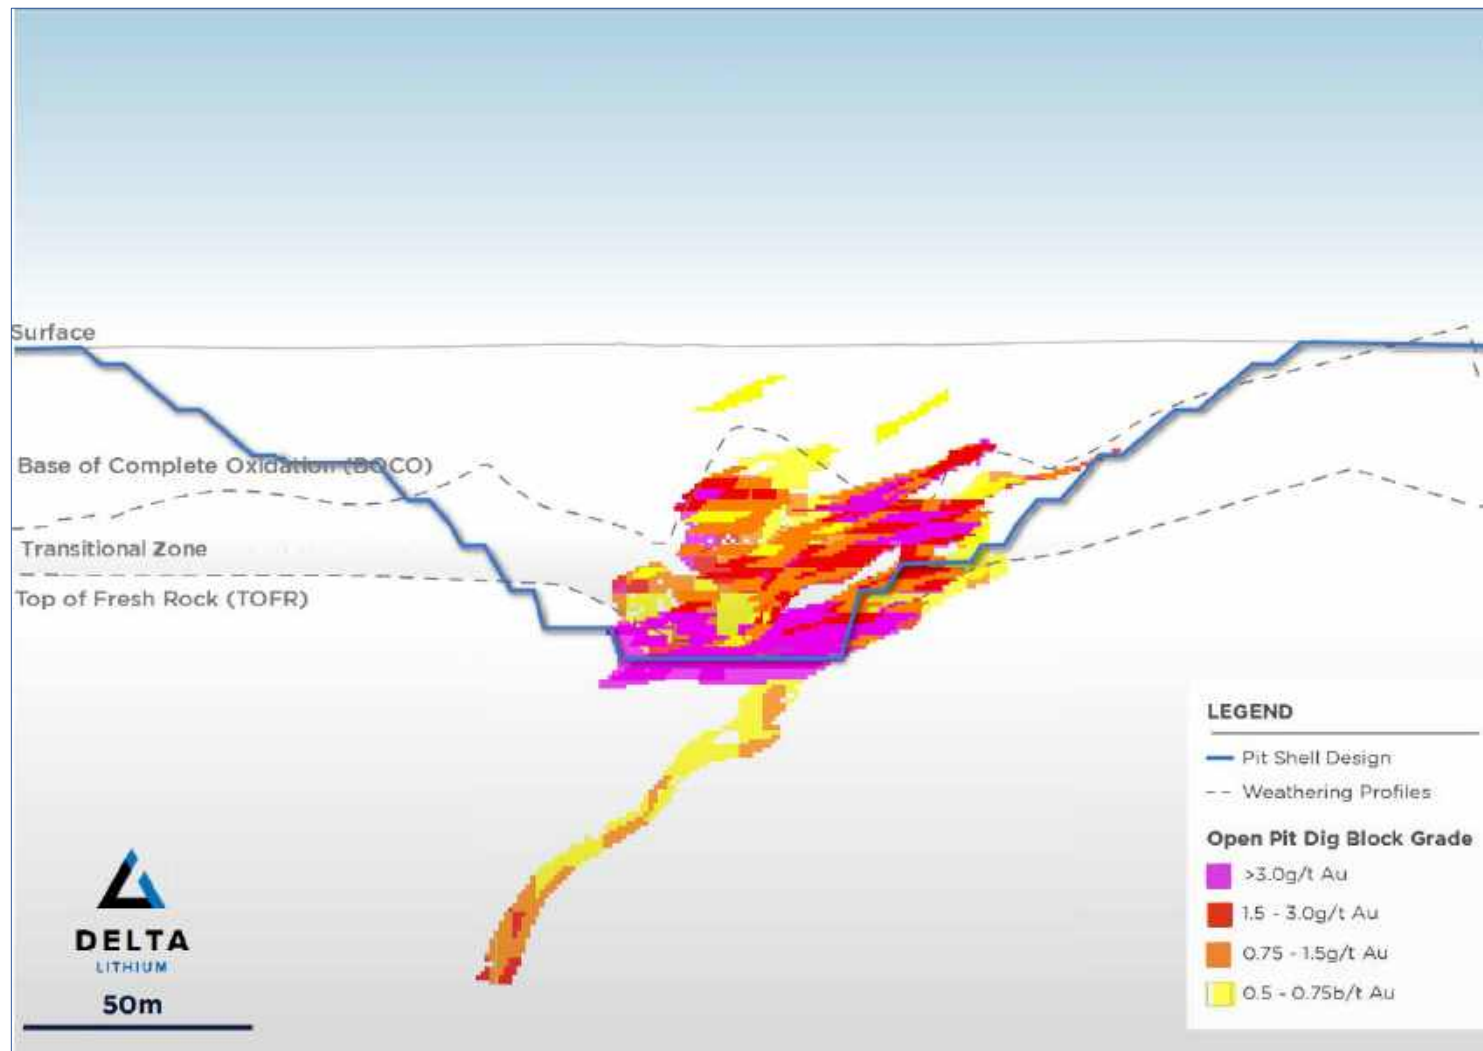 Surface
Base of Complete Oxidation (BOCO)
Transitional Zone
Top of Fresh Rock (TOFR)
LEGEND
Pit Shell Design
Weathering Profiles
Open Pit Dig Block Grade
>3.0g/t Au
1.5 - 3.0g/t Au
0.75 - 1.5g/t Au
0.5 - 0.75b/t Au
DELTA
LITHIUM
50m